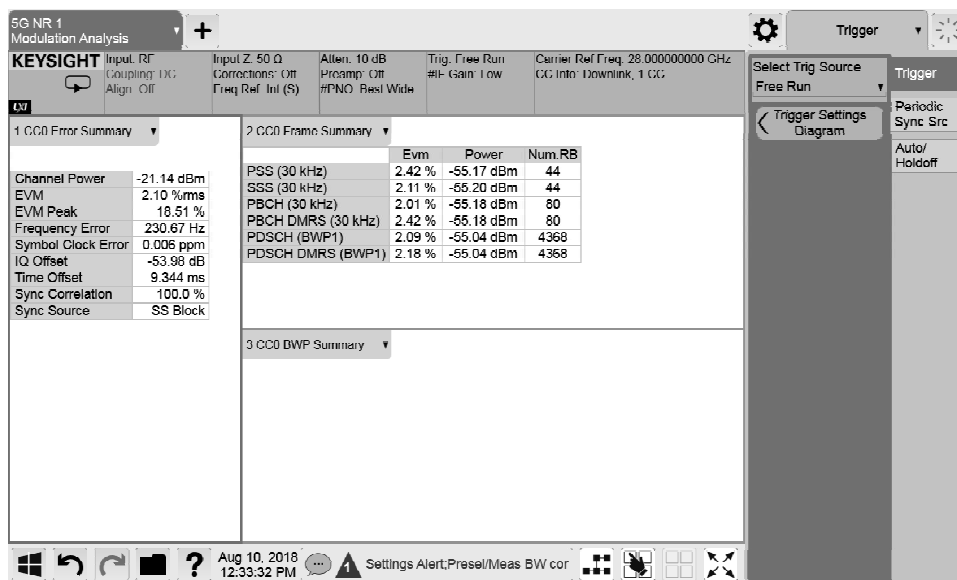 5G NR 1
Modulation Analysis
+
Trigger
KEYSIGHT
Input: RF
Coupling: DC
Align: Off
Input Z: 50 Ω
Corrections: Off
Freq Ref: Int (S)
Atten: 10 dB
Preamp: Off
#PNO: Best Wide
Trig: Free Run
#IF Gain: Low
Carrier Ref Freq: 28.000000000 GHz
CC Info: Downlink, 1 CC
LXI
Select Trig Source
Free Run
Trigger Settings
Diagram
Trigger
Periodic
Sync Src
Auto/
Holdoff
1 CC0 Error Summary
Channel Power -21.14 dBm
EVM 2.10 %rms
EVM Peak 18.51 %
Frequency Error 230.67 Hz
Symbol Clock Error 0.006 ppm
IQ Offset -53.98 dB
Time Offset 9.344 ms
Sync Correlation 100.0 %
Sync Source SS Block
2 CC0 Frame Summary
Evm Power Num.RB
PSS (30 kHz) 2.42 % -55.17 dBm 44
SSS (30 kHz) 2.11 % -55.20 dBm 44
PBCH (30 kHz) 2.01 % -55.18 dBm 80
PBCH DMRS (30 kHz) 2.42 % -55.18 dBm 80
PDSCH (BWP1) 2.09 % -55.04 dBm 4368
PDSCH DMRS (BWP1) 2.18 % -55.04 dBm 4368
3 CC0 BWP Summary
?
Aug 10, 2018
12:33:32 PM
1
Settings Alert;Presel/Meas BW cor